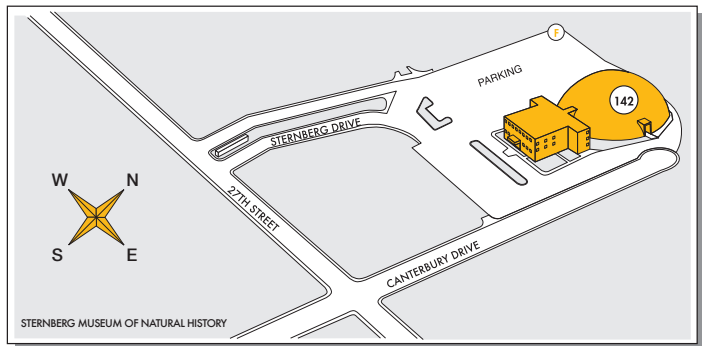 F
PARKING
142
STERNBERG DRIVE
W
N
27TH STREET
S
E
CANTERBURY DRIVE
STERNBERG MUSEUM OF NATURAL HISTORY